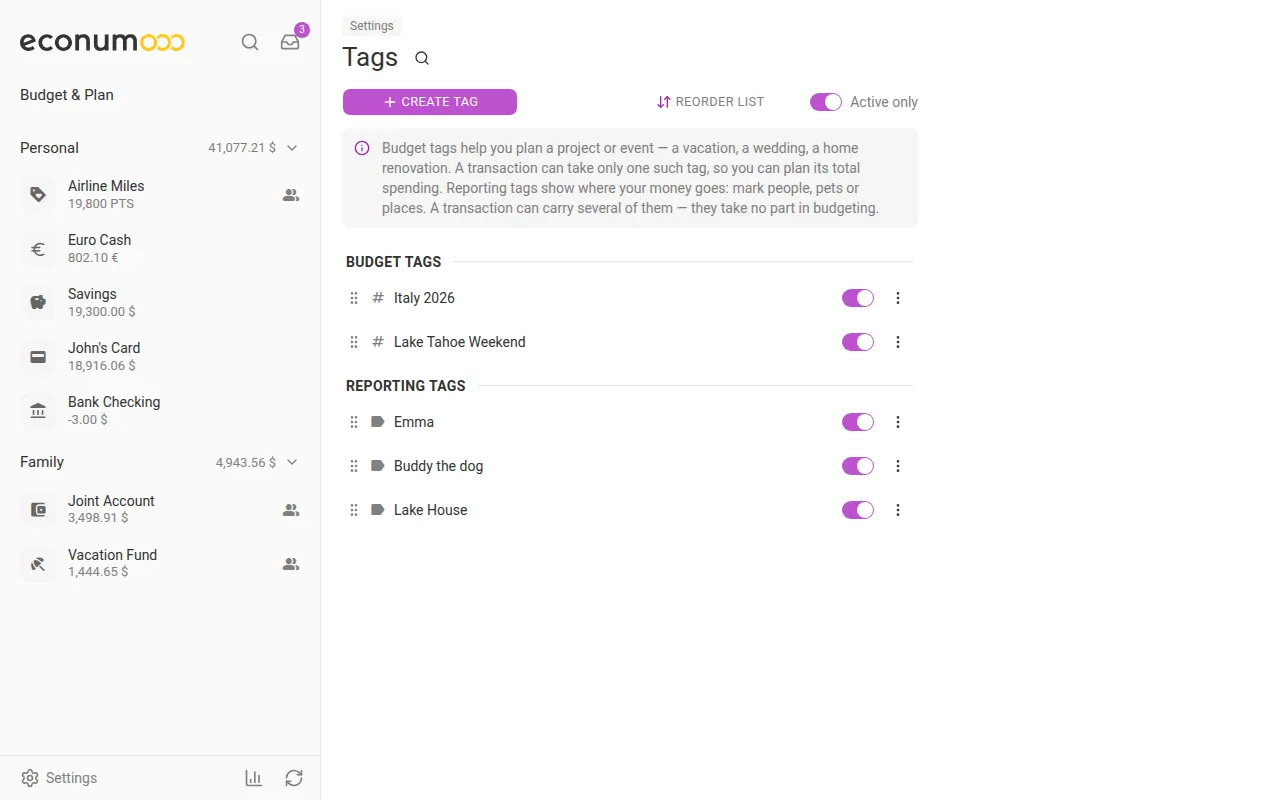 econumo
3
Budget & Plan
Personal 41,077.21 $
Airline Miles
19,800 PTS
Euro Cash
802.10 €
Savings
19,300.00 $
John's Card
18,916.06 $
Bank Checking
-3.00 $
Family 4,943.56 $
Joint Account
3,498.91 $
Vacation Fund
1,444.65 $
Settings
Settings
Tags
CREATE TAG
REORDER LIST
Active only
Budget tags help you plan a project or event — a vacation, a wedding, a home
renovation. A transaction can take only one such tag, so you can plan its total
spending. Reporting tags show where your money goes: mark people, pets or
places. A transaction can carry several of them — they take no part in budgeting.
BUDGET TAGS
# Italy 2026
# Lake Tahoe Weekend
REPORTING TAGS
Emma
Buddy the dog
Lake House